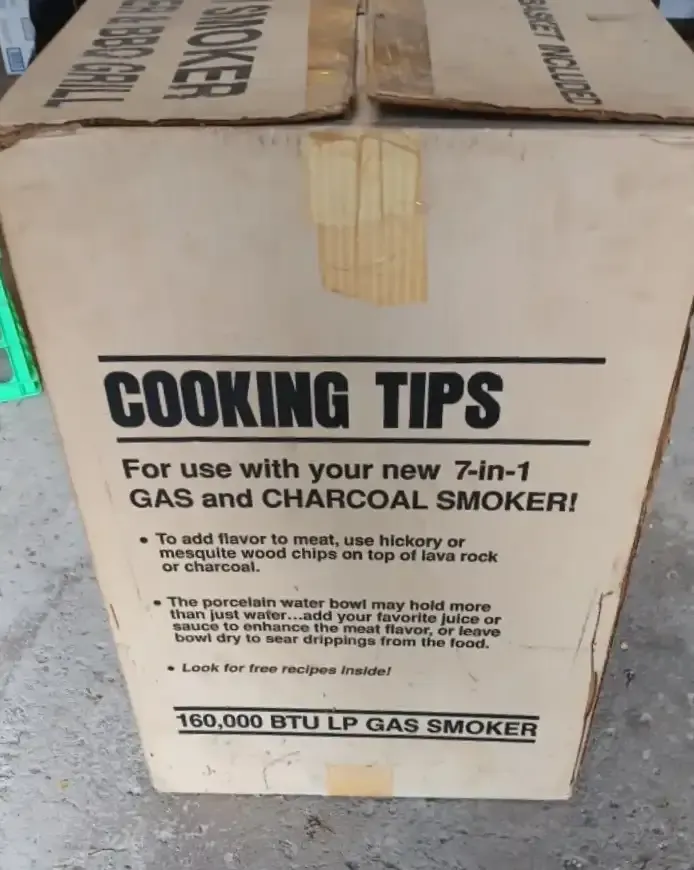 SMOKER
& BBQ GRILL
BASKET INCLUDED
COOKING TIPS
For use with your new 7-in-1
GAS and CHARCOAL SMOKER!
• To add flavor to meat, use hickory or
mesquite wood chips on top of lava rock
or charcoal.
• The porcelain water bowl may hold more
than just water...add your favorite juice or
sauce to enhance the meat flavor, or leave
bowl dry to sear drippings from the food.
• Look for free recipes inside!
160,000 BTU LP GAS SMOKER